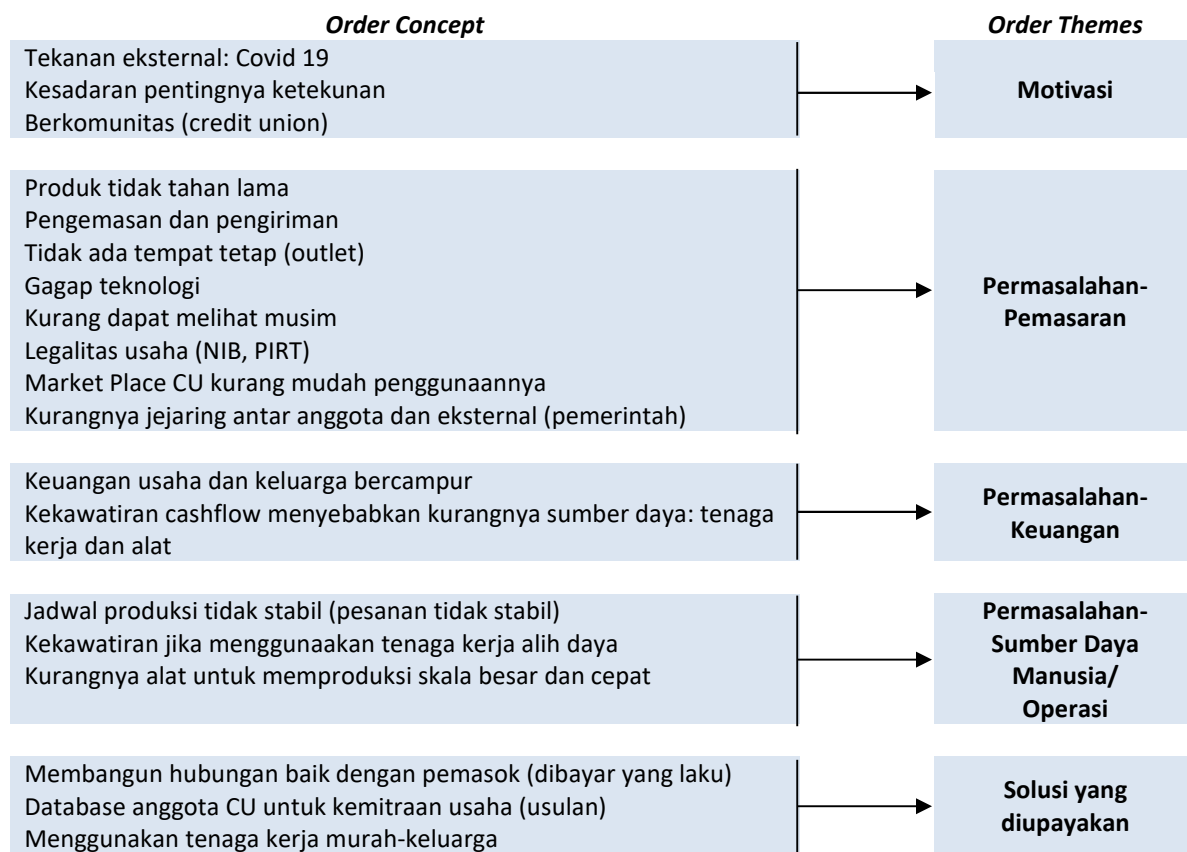 Order Concept
Order Themes
Tekanan eksternal: Covid 19
Kesadaran pentingnya ketekunan
Berkomunitas (credit union)
Motivasi
Produk tidak tahan lama
Pengemasan dan pengiriman
Tidak ada tempat tetap (outlet)
Gagap teknologi
Kurang dapat melihat musim
Legalitas usaha (NIB, PIRT)
Market Place CU kurang mudah penggunaannya
Kurangnya jejaring antar anggota dan eksternal (pemerintah)
Permasalahan-
Pemasaran
Keuangan usaha dan keluarga bercampur
Kekawatiran cashflow menyebabkan kurangnya sumber daya: tenaga
kerja dan alat
Permasalahan-
Keuangan
Jadwal produksi tidak stabil (pesanan tidak stabil)
Kekawatiran jika menggunaakan tenaga kerja alih daya
Kurangnya alat untuk memproduksi skala besar dan cepat
Permasalahan-
Sumber Daya
Manusia/
Operasi
Membangun hubungan baik dengan pemasok (dibayar yang laku)
Database anggota CU untuk kemitraan usaha (usulan)
Menggunakan tenaga kerja murah-keluarga
Solusi yang
diupayakan